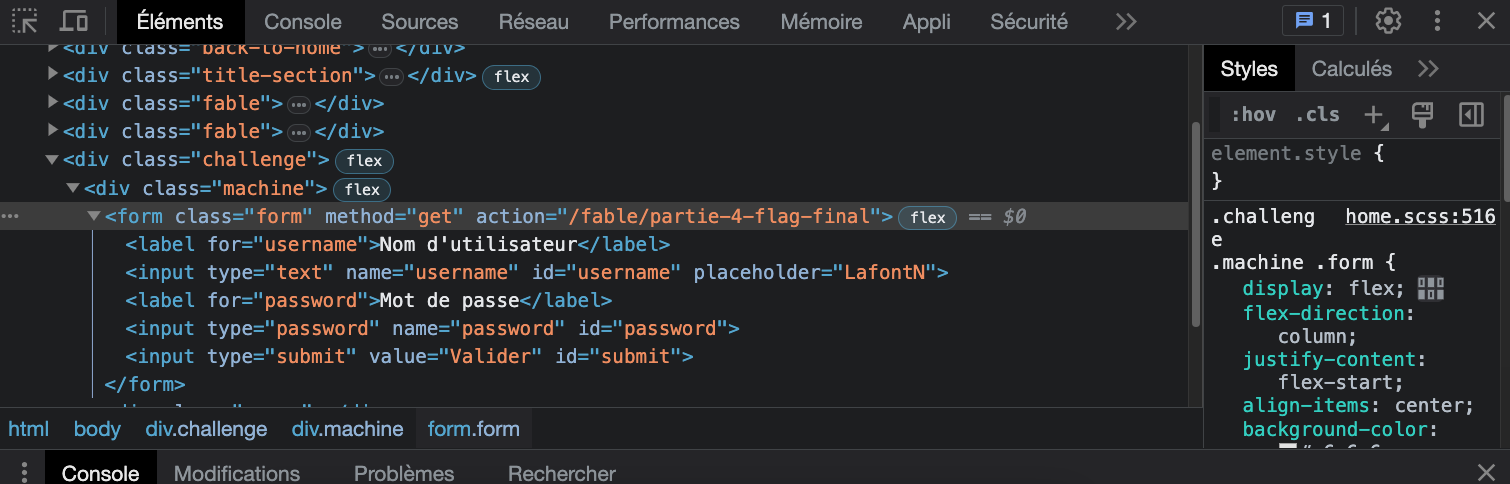 Éléments Console Sources Réseau Performances Mémoire Appli Sécurité 1
<div class="back-to-home"> ··· </div>
<div class="title-section"> ··· </div> flex
<div class="fable"> ··· </div>
<div class="fable"> ··· </div>
<div class="challenge"> flex
<div class="machine"> flex
··· <form class="form" method="get" action="/fable/partie-4-flag-final"> flex == $0
<label for="username">Nom d'utilisateur</label>
<input type="text" name="username" id="username" placeholder="LafontN">
<label for="password">Mot de passe</label>
<input type="password" name="password" id="password">
<input type="submit" value="Valider" id="submit">
</form>
html body div.challenge div.machine form.form
Styles Calculés
:hov .cls
element.style {
}
.challeng home.scss:516
e
.machine .form {
display: flex;
flex-direction:
column;
justify-content:
flex-start;
align-items: center;
background-color:
Console Modifications Problèmes Rechercher